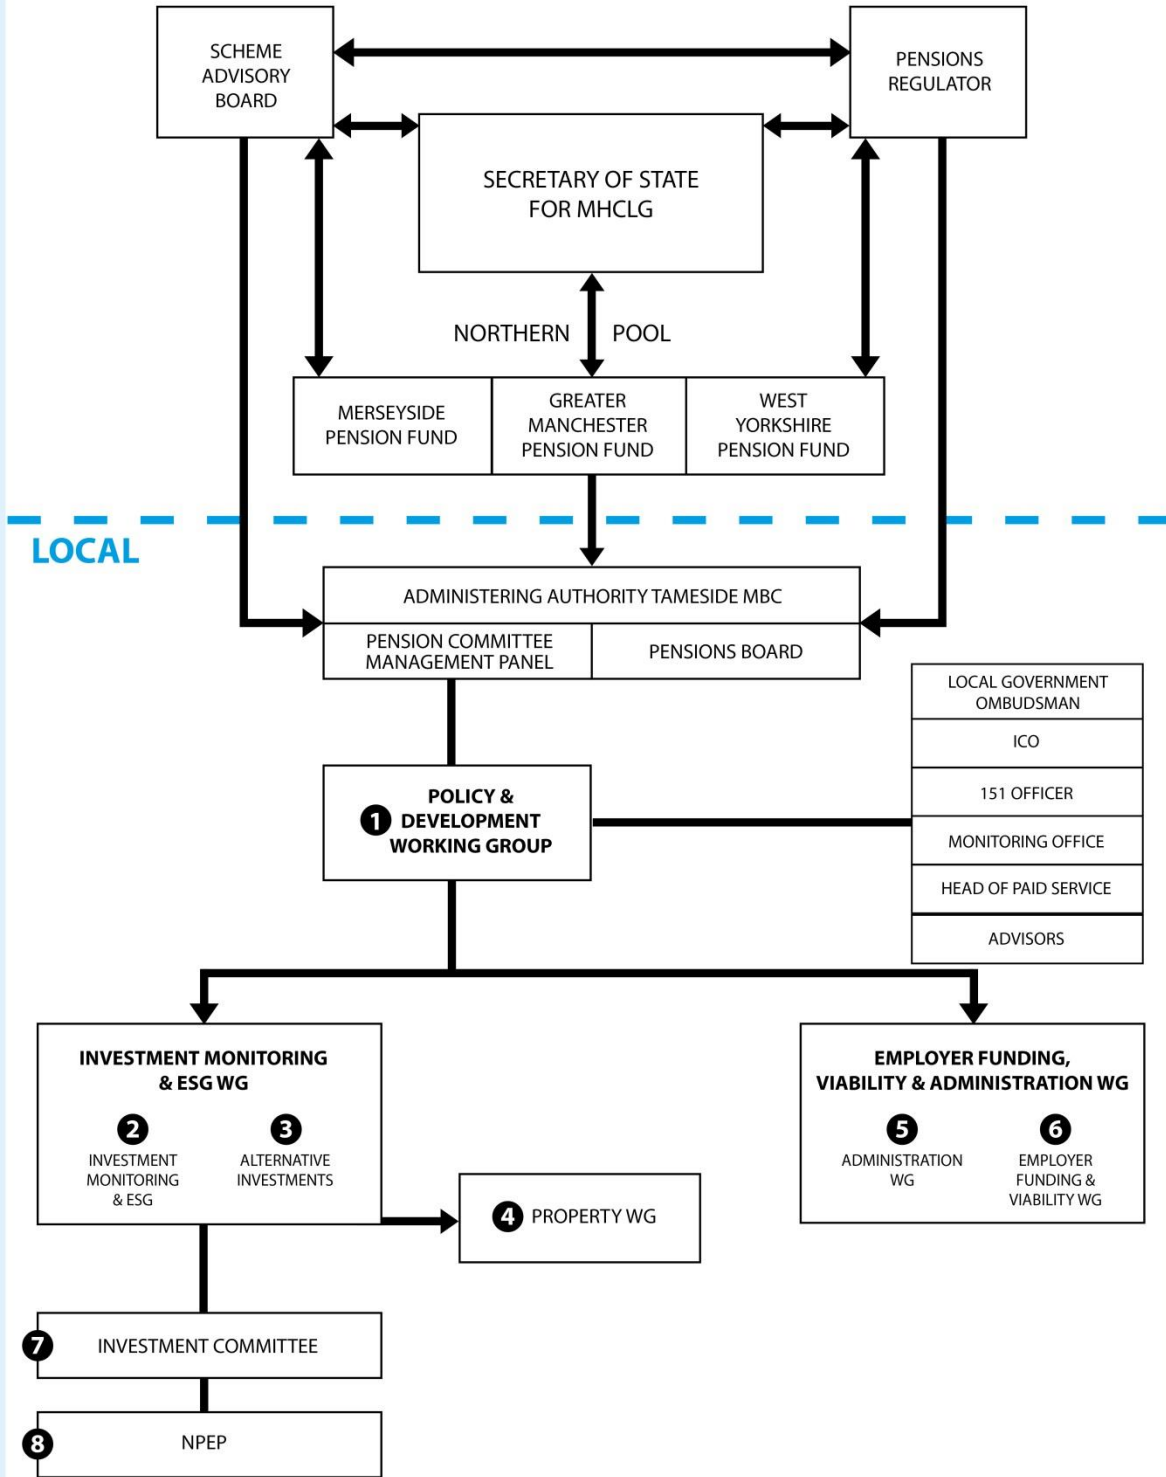 SCHEME
ADVISORY
BOARD
PENSIONS
REGULATOR
SECRETARY OF STATE
FOR MHCLG
NORTHERN POOL
MERSEYSIDE
PENSION FUND
GREATER
MANCHESTER
PENSION FUND
WEST
YORKSHIRE
PENSION FUND
LOCAL
ADMINISTERING AUTHORITY TAMESIDE MBC
PENSION COMMITTEE
MANAGEMENT PANEL
PENSIONS BOARD
LOCAL GOVERNMENT
OMBUDSMAN
ICO
151 OFFICER
MONITORING OFFICE
HEAD OF PAID SERVICE
ADVISORS
1
POLICY &
DEVELOPMENT
WORKING GROUP
INVESTMENT MONITORING
& ESG WG
2
INVESTMENT
MONITORING
& ESG
3
ALTERNATIVE
INVESTMENTS
4 PROPERTY WG
EMPLOYER FUNDING,
VIABILITY & ADMINISTRATION WG
5
ADMINISTRATION
WG
6
EMPLOYER
FUNDING &
VIABILITY WG
7 INVESTMENT COMMITTEE
8 NPEP